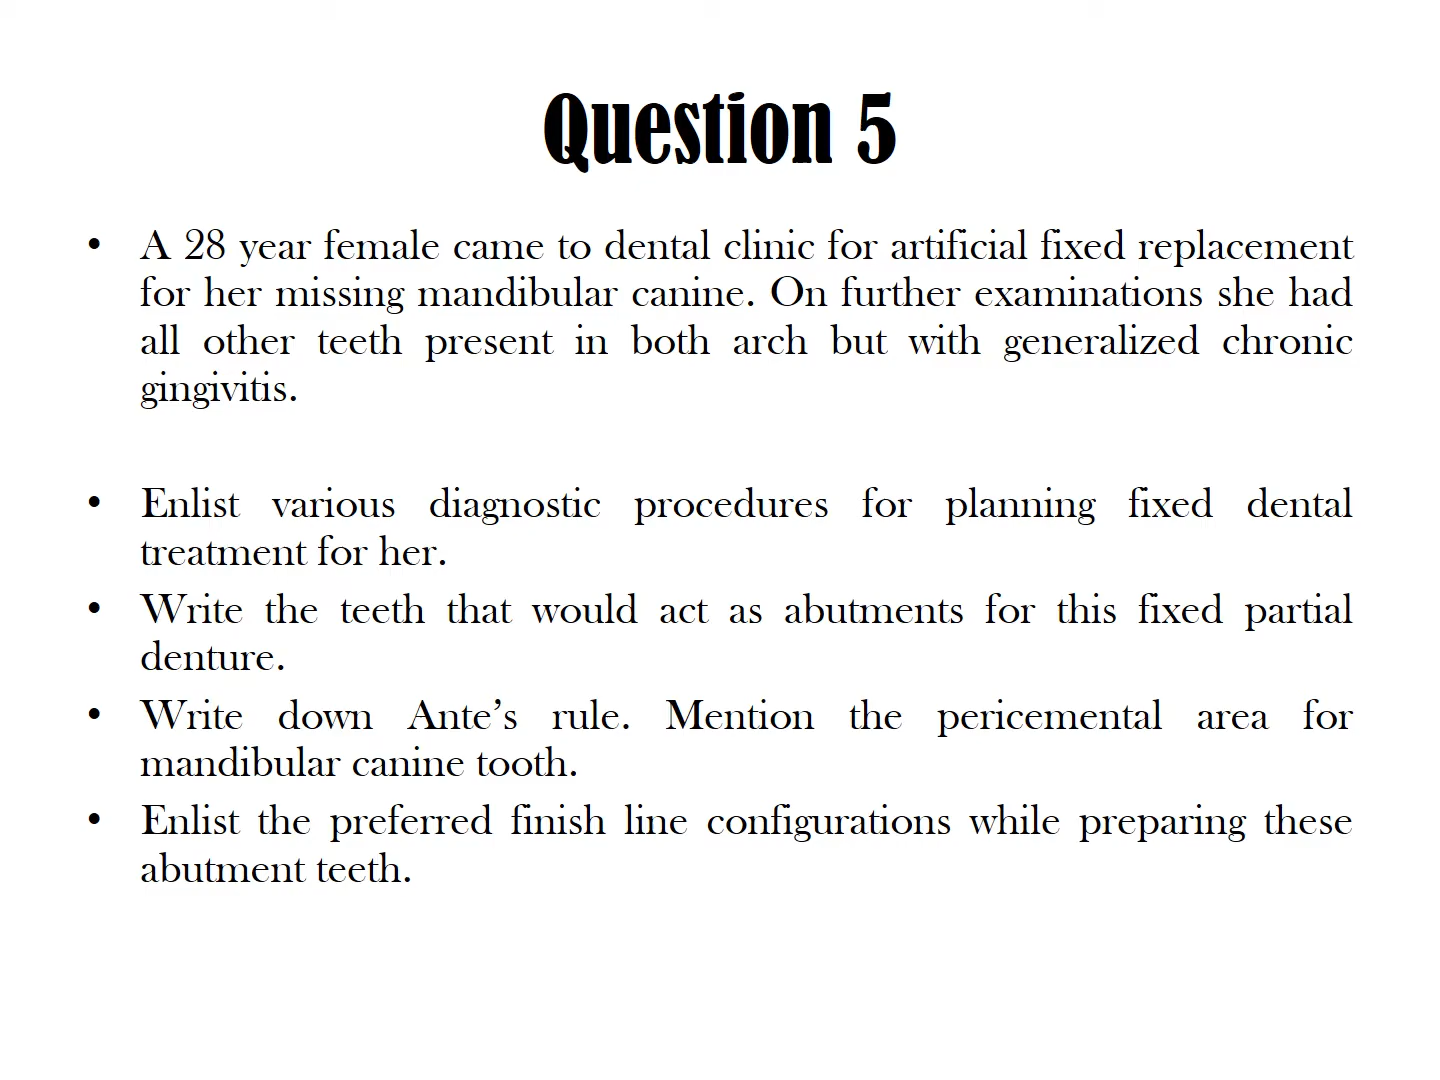 Question 5
• A 28 year female came to dental clinic for artificial fixed replacement
for her missing mandibular canine. On further examinations she had
all other teeth present in both arch but with generalized chronic
gingivitis.
• Enlist various diagnostic procedures for planning fixed dental
treatment for her.
• Write the teeth that would act as abutments for this fixed partial
denture.
• Write down Ante’s rule. Mention the pericemental area for
mandibular canine tooth.
• Enlist the preferred finish line configurations while preparing these
abutment teeth.